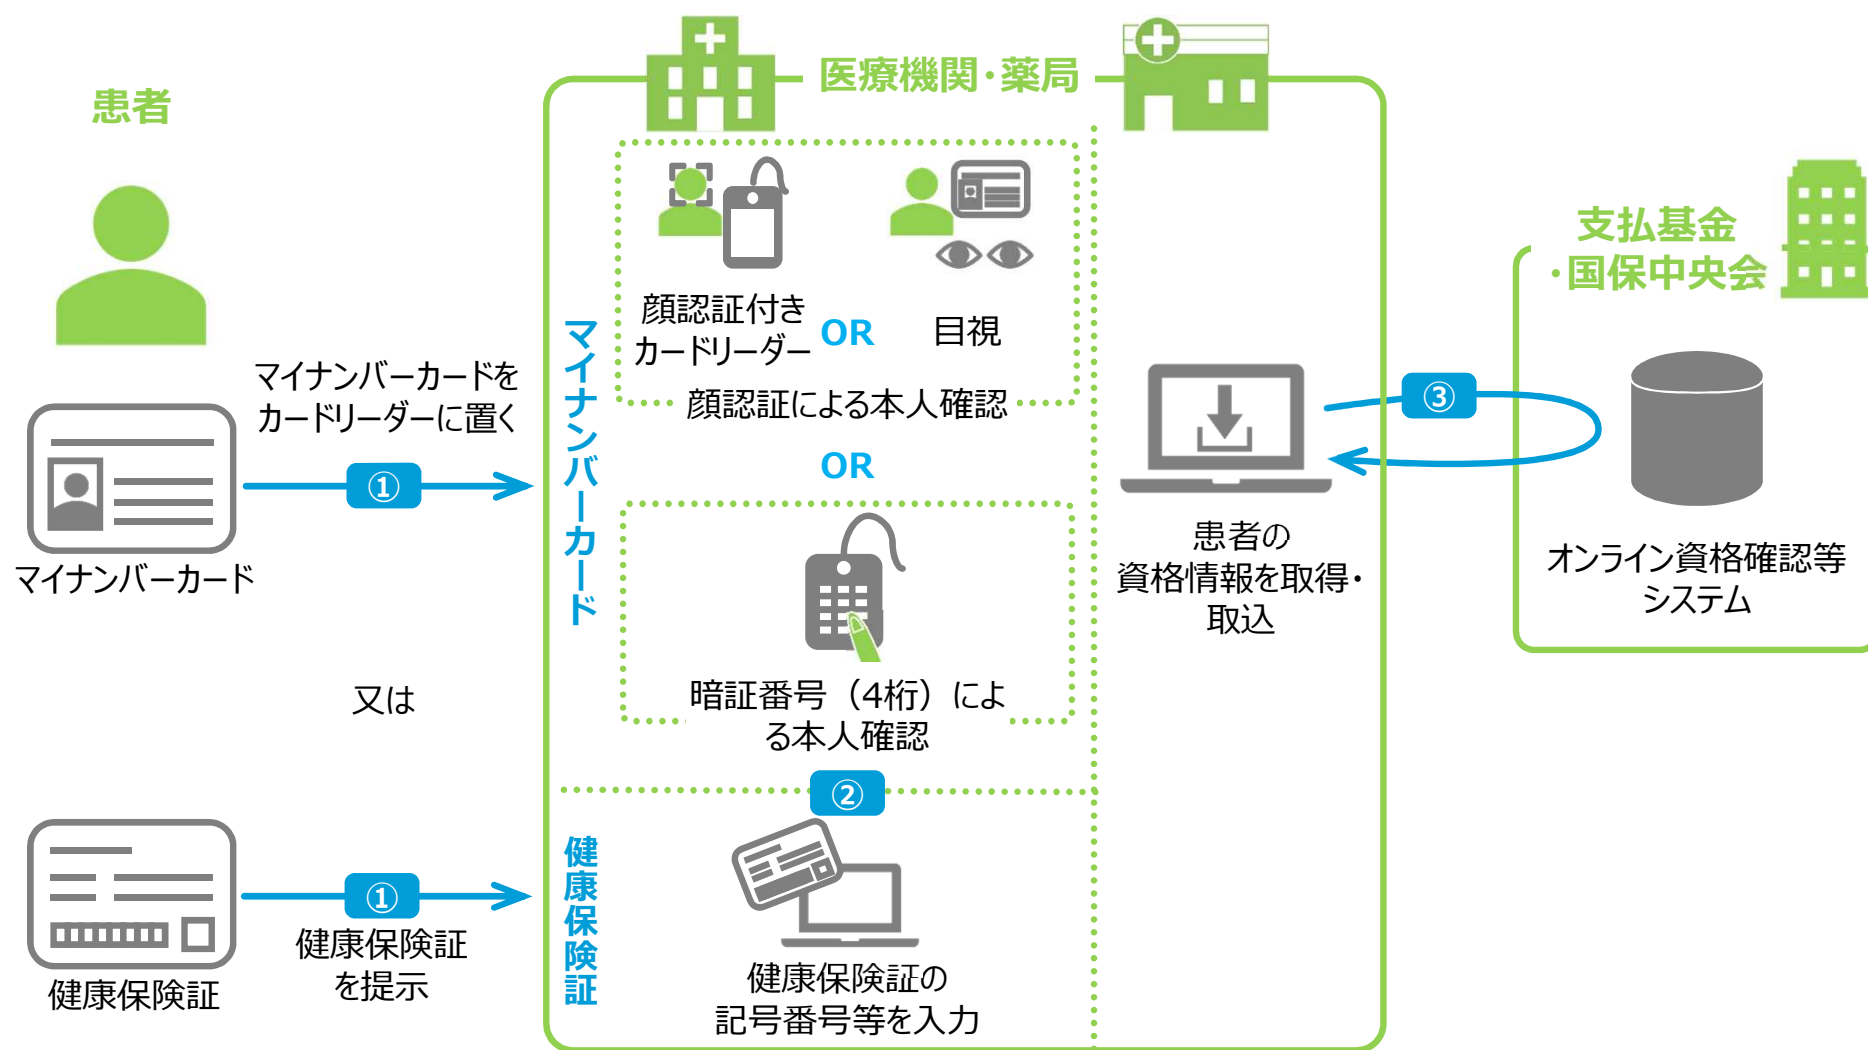 患者
マイナンバーカードを
カードリーダーに置く
①
マイナンバーカード
又は
①
健康保険証
を提示
健康保険証
医療機関・薬局
マイナンバーカード
顔認証付き
カードリーダー
OR
目視
顔認証による本人確認
OR
暗証番号（4桁）によ
る本人確認
②
健康保険証
健康保険証の
記号番号等を入力
患者の
資格情報を取得・
取込
③
支払基金
・国保中央会
オンライン資格確認等
システム